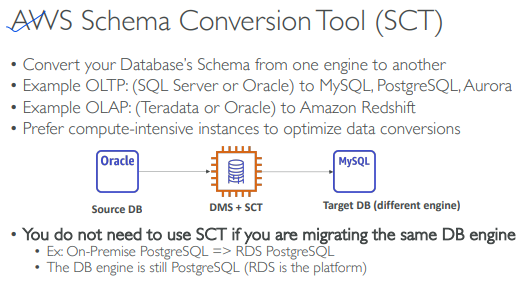 AWS Schema Conversion Tool (SCT)
• Convert your Database's Schema from one engine to another
• Example OLTP: (SQL Server or Oracle) to MySQL, PostgreSQL, Aurora
• Example OLAP: (Teradata or Oracle) to Amazon Redshift
• Prefer compute-intensive instances to optimize data conversions
Oracle
MySQL
Source DB
DMS + SCT
Target DB (different engine)
• You do not need to use SCT if you are migrating the same DB engine
• Ex: On-Premise PostgreSQL => RDS PostgreSQL
• The DB engine is still PostgreSQL (RDS is the platform)